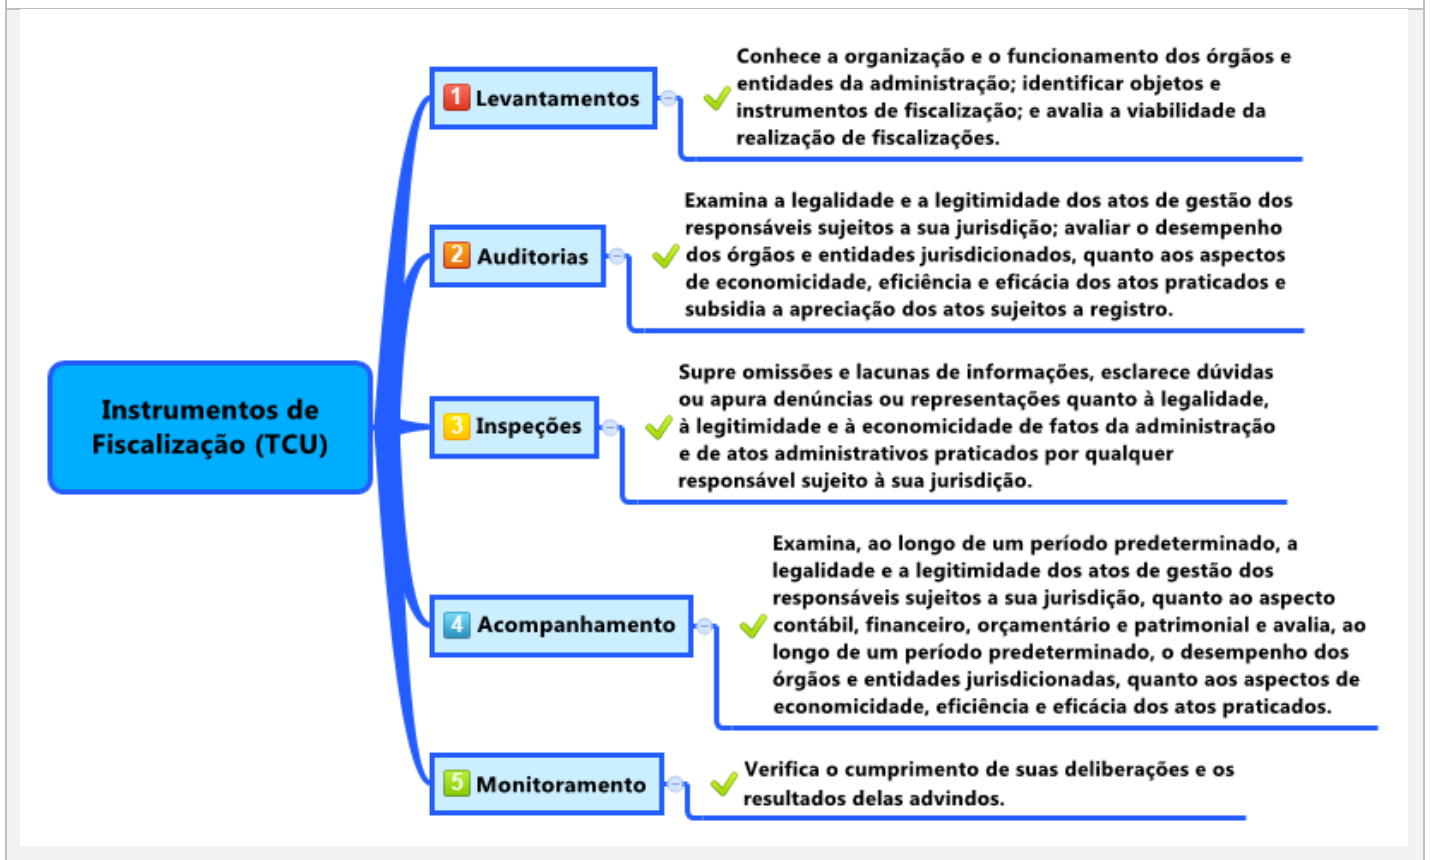 Conhece a organização e o funcionamento dos órgãos e
entidades da administração; identificar objetos e
instrumentos de fiscalização; e avalia a viabilidade da
realização de fiscalizações.
1 Levantamentos
Examina a legalidade e a legitimidade dos atos de gestão dos
responsáveis sujeitos a sua jurisdição; avaliar o desempenho
dos órgãos e entidades jurisdicionados, quanto aos aspectos
de economicidade, eficiência e eficácia dos atos praticados e
subsidia a apreciação dos atos sujeitos a registro.
2 Auditorias
Supre omissões e lacunas de informações, esclarece dúvidas
ou apura denúncias ou representações quanto à legalidade,
à legitimidade e à economicidade de fatos da administração
e de atos administrativos praticados por qualquer
responsável sujeito à sua jurisdição.
3 Inspeções
Instrumentos de
Fiscalização (TCU)
Examina, ao longo de um período predeterminado, a
legalidade e a legitimidade dos atos de gestão dos
responsáveis sujeitos a sua jurisdição, quanto ao aspecto
contábil, financeiro, orçamentário e patrimonial e avalia, ao
longo de um período predeterminado, o desempenho dos
órgãos e entidades jurisdicionadas, quanto aos aspectos de
economicidade, eficiência e eficácia dos atos praticados.
4 Acompanhamento
Verifica o cumprimento de suas deliberações e os
resultados delas advindos.
5 Monitoramento